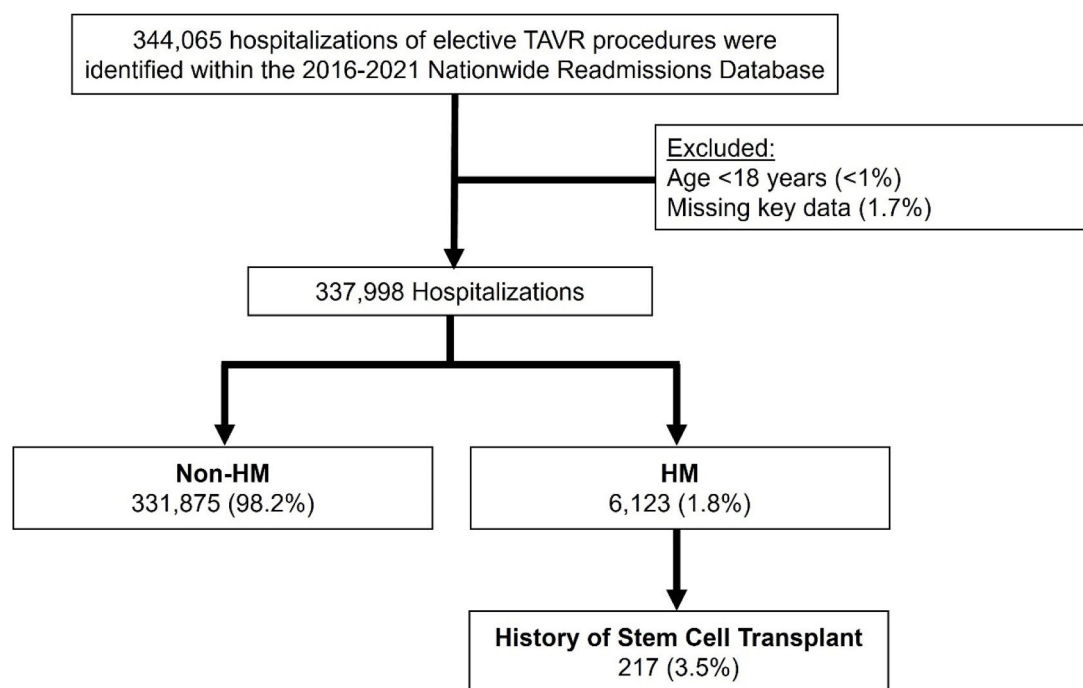 344,065 hospitalizations of elective TAVR procedures were
identified within the 2016-2021 Nationwide Readmissions Database
Excluded:
Age <18 years (<1%)
Missing key data (1.7%)
337,998 Hospitalizations
Non-HM
331,875 (98.2%)
HM
6,123 (1.8%)
History of Stem Cell Transplant
217 (3.5%)